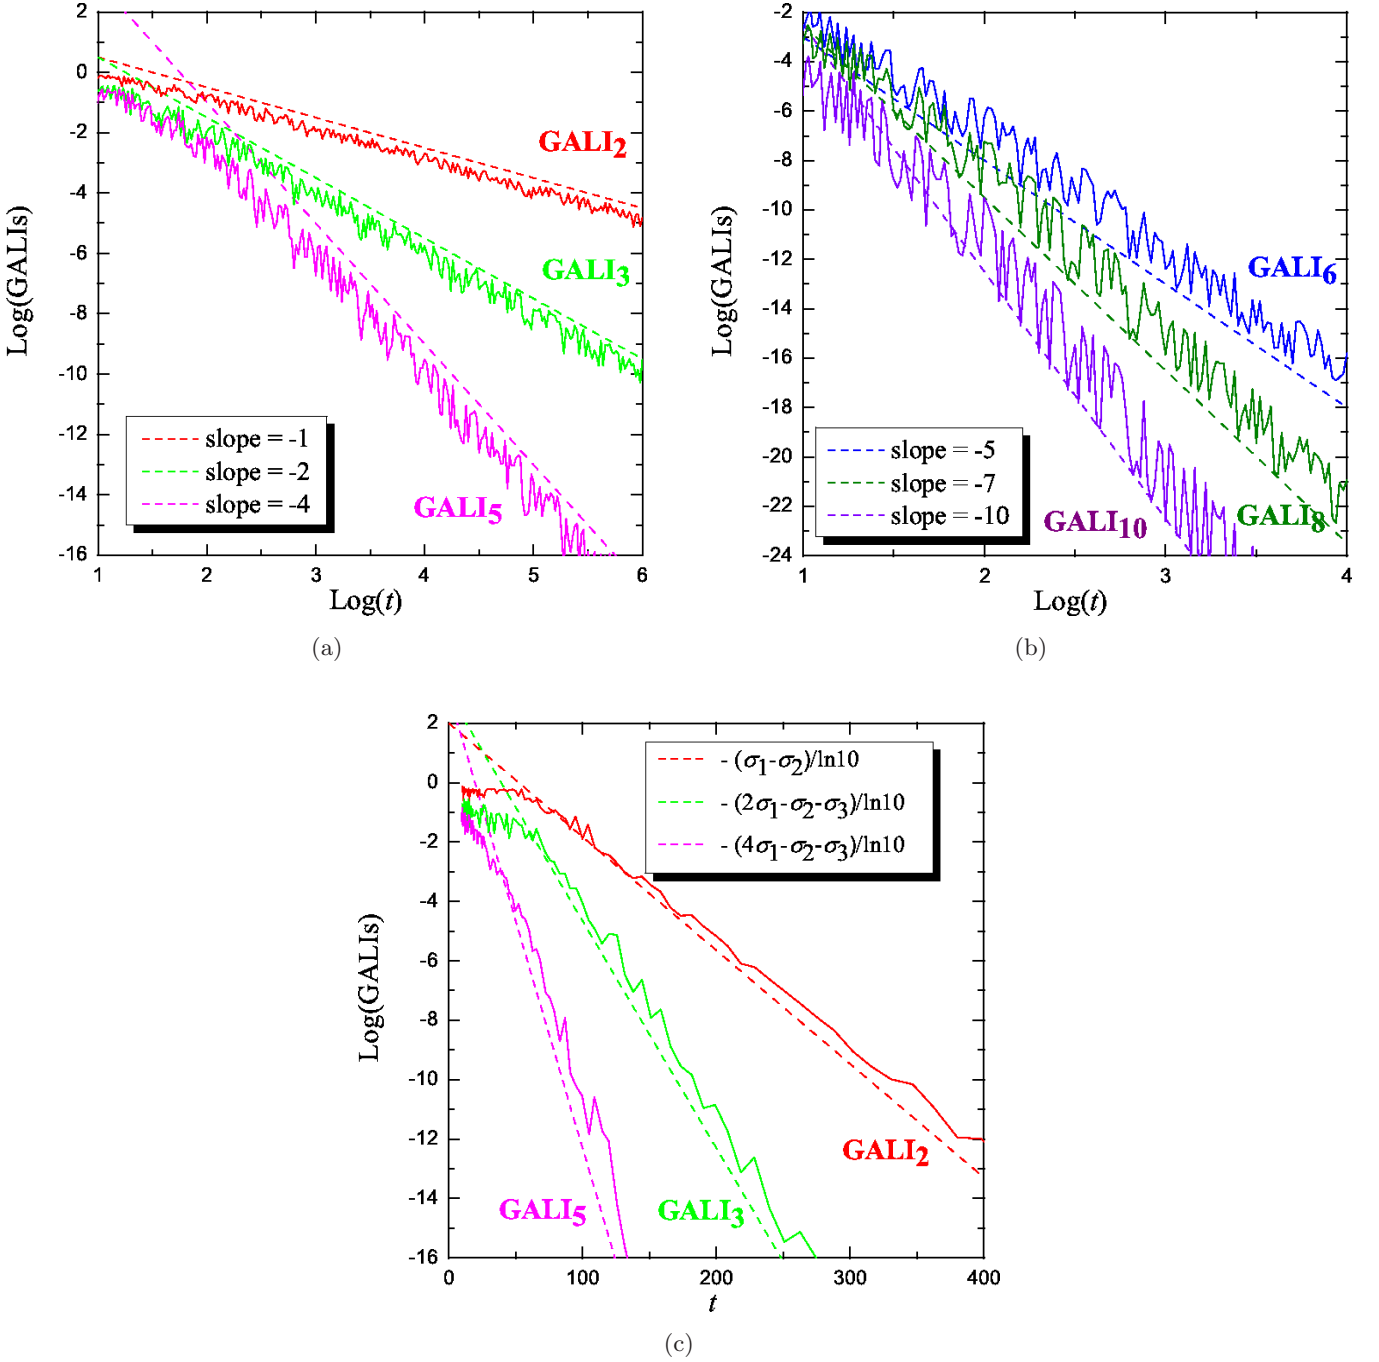 2
0
-2
-4
-6
-8
-10
-12
-14
-16
Log(GALIs)
GALI₂
GALI₃
GALI₅
slope = -1
slope = -2
slope = -4
1 2 3 4 5 6
Log(t)
(a)
-2
-4
-6
-8
-10
-12
-14
-16
-18
-20
-22
-24
Log(GALIs)
GALI₆
GALI₈
GALI₁₀
slope = -5
slope = -7
slope = -10
1 2 3 4
Log(t)
(b)
2
0
-2
-4
-6
-8
-10
-12
-14
-16
Log(GALIs)
- (σ₁-σ₂)/ln10
- (2σ₁-σ₂-σ₃)/ln10
- (4σ₁-σ₂-σ₃)/ln10
GALI₂
GALI₅
GALI₃
0 100 200 300 400
t
(c)